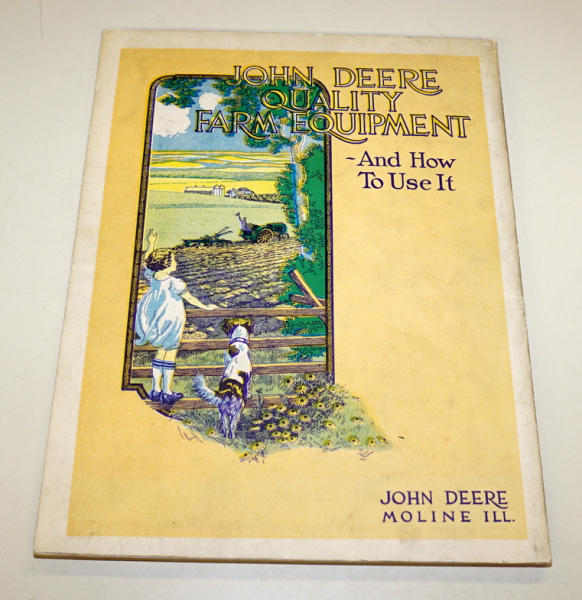 JOHN DEERE
QUALITY
FARM EQUIPMENT
~And How
To Use It
JOHN DEERE
MOLINE ILL.